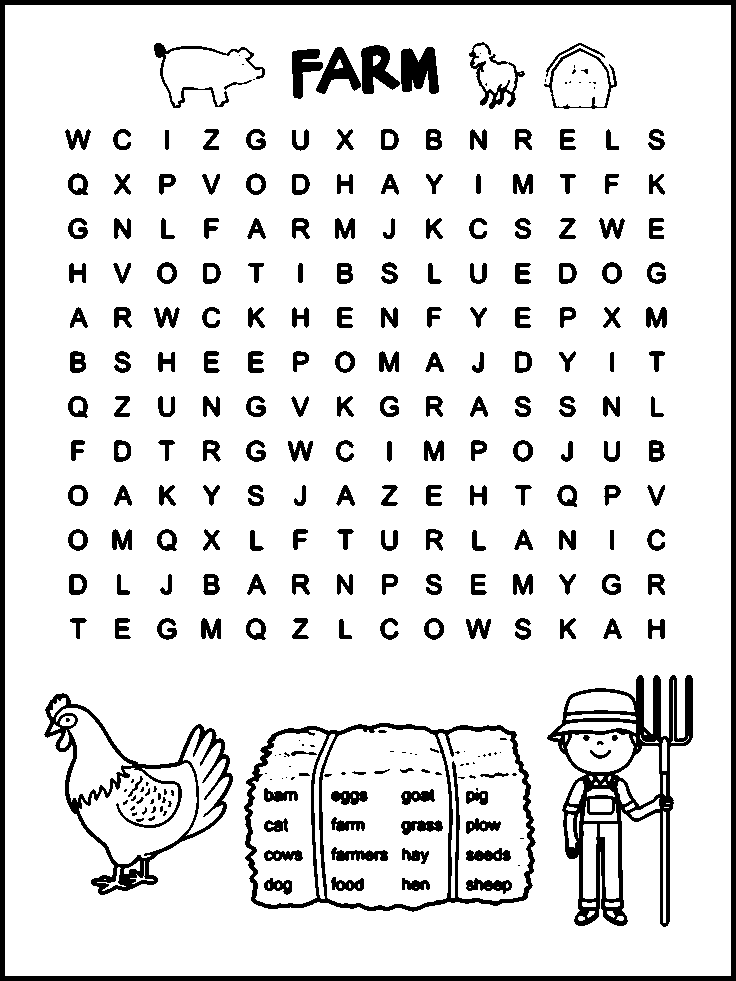 FARM
W C I Z G U X D B N R E L S
Q X P V O D H A Y I M T F K
G N L F A R M J K C S Z W E
H V O D T I B S L U E D O G
A R W C K H E N F Y E P X M
B S H E E P O M A J D Y I T
Q Z U N G V K G R A S S N L
F D T R G W C I M P O J U B
O A K Y S J A Z E H T Q P V
O M Q X L F T U R L A N I C
D L J B A R N P S E M Y G R
T E G M Q Z L C O W S K A H
barn eggs goat pig
cat farm grass plow
cows farmers hay seeds
dog food hen sheep